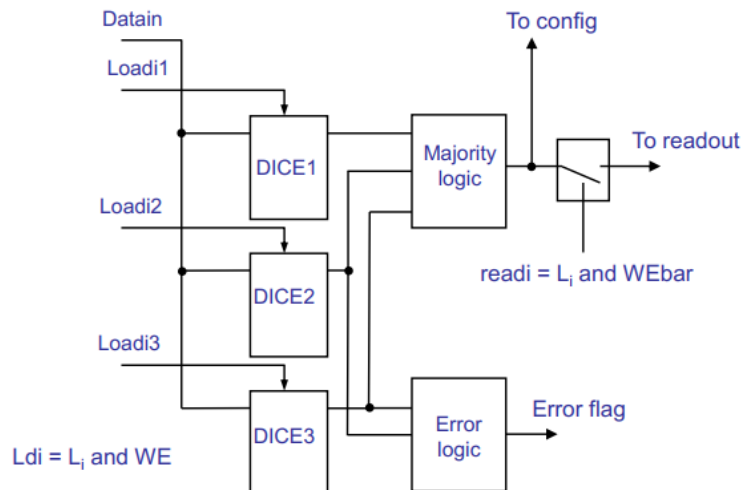 Datain
To config
Loadi1
To readout
DICE1
Majority
logic
Loadi2
readi = Li and WEbar
DICE2
Loadi3
Error flag
DICE3
Error
logic
Ldi = Li and WE